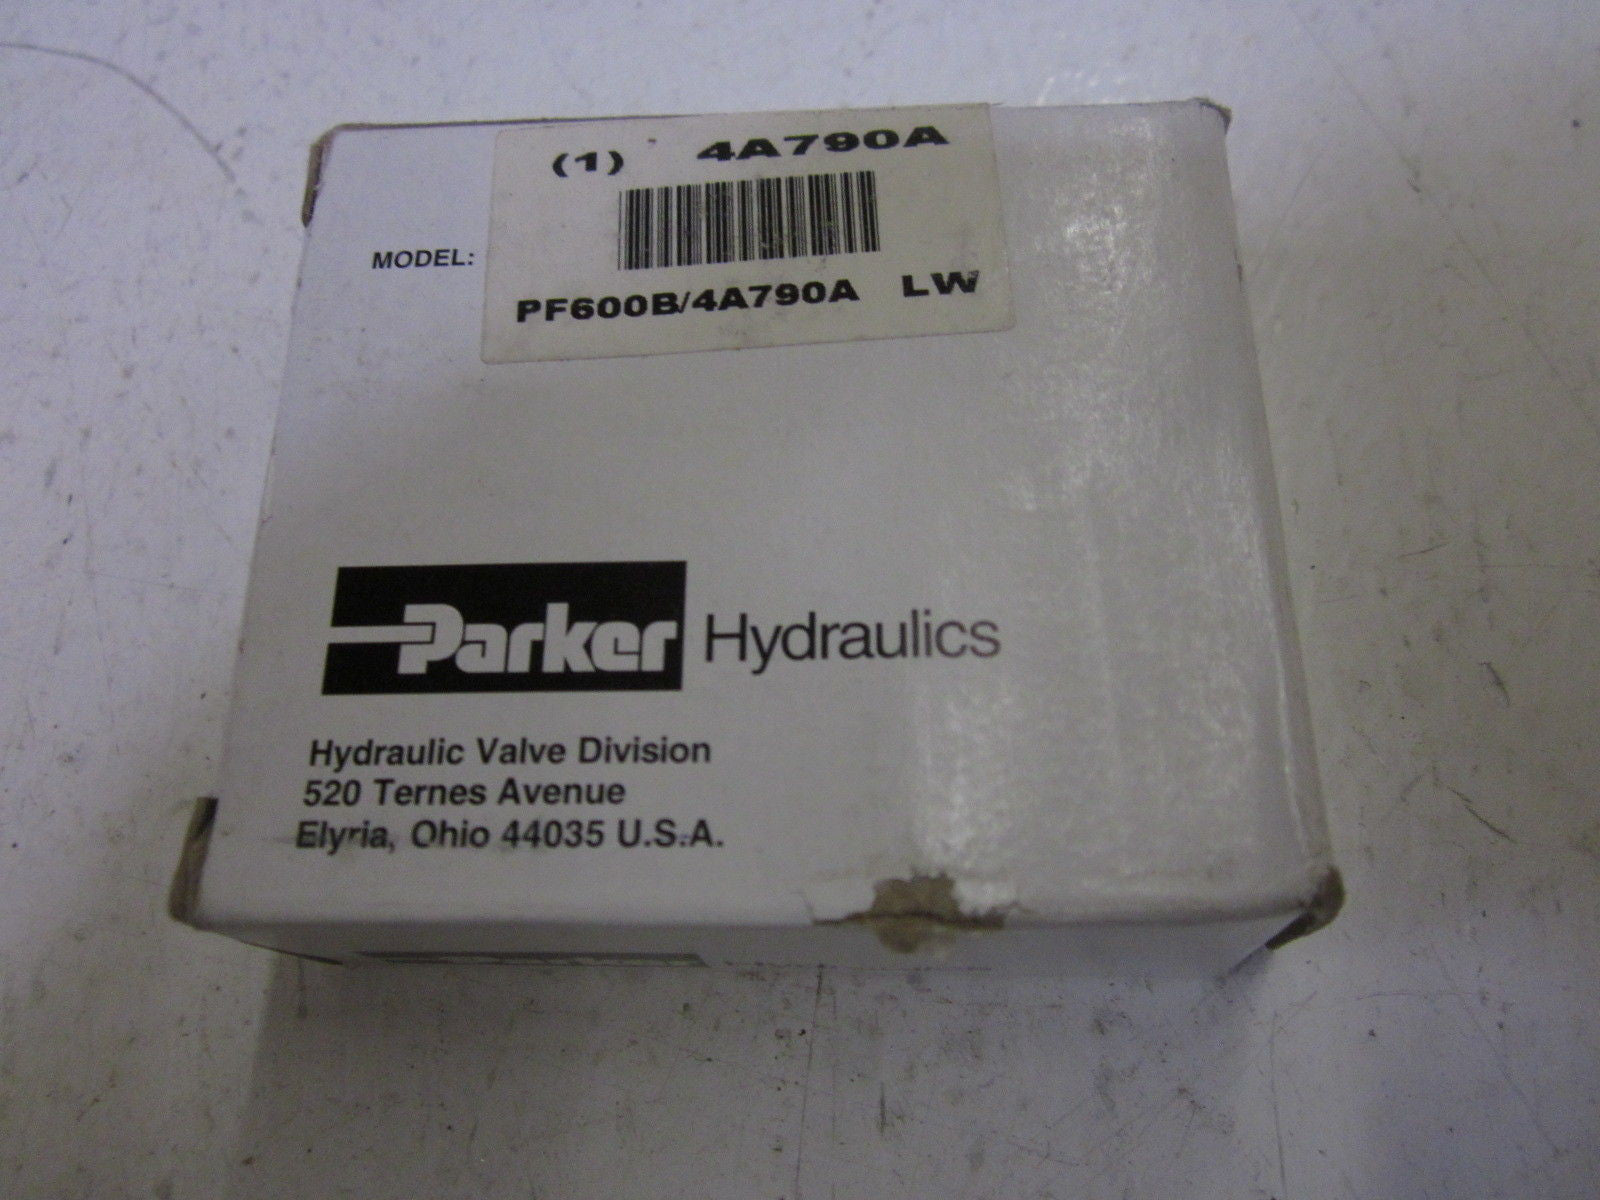 (1) 4A790A
MODEL:
PF600B/4A790A LW
Parker Hydraulics
Hydraulic Valve Division
520 Ternes Avenue
Elyria, Ohio 44035 U.S.A.